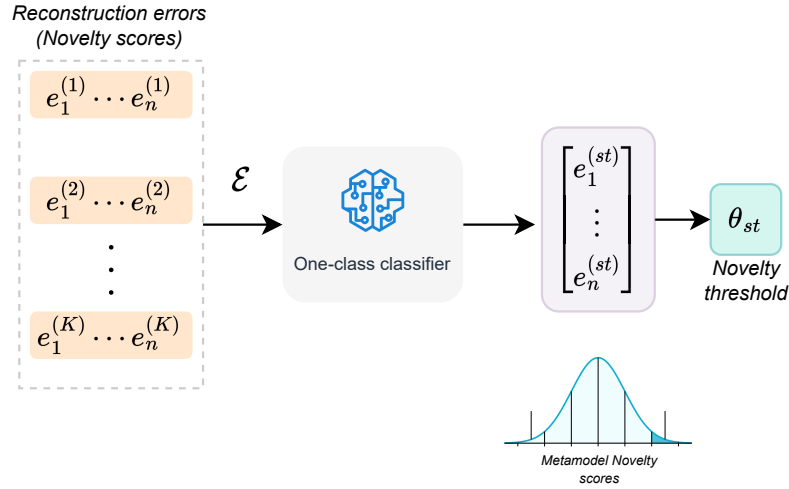 Reconstruction errors
(Novelty scores)
e_1^{(1)} ⋯ e_n^{(1)}
e_1^{(2)} ⋯ e_n^{(2)}
⋮
e_1^{(K)} ⋯ e_n^{(K)}
ℰ
One-class classifier
e_1^{(st)}
⋮
e_n^{(st)}
θ_{st}
Novelty
threshold
Metamodel Novelty
scores